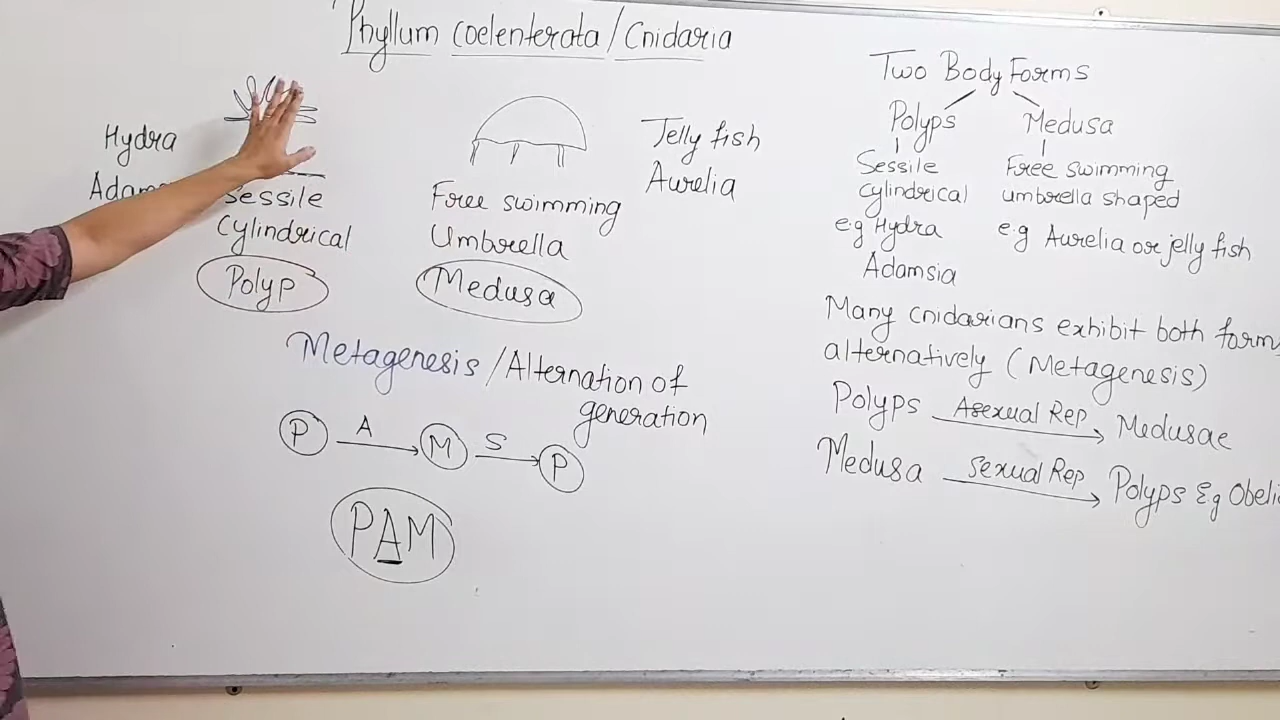 Phyllum Coelenterata/Cnidaria
Hydra
Sessile
Cylindrical
Polyp
Free swimming
Umbrella
Medusa
Jelly fish
Aurelia
Metagenesis/Alternation of
generation
P A M S P
PAM
Two Body Forms
Polyps Medusa
Sessile
Cylindrical
e.g Hydra
Adamsia
Free swimming
umbrella shaped
e.g Aurelia or jelly fish
Many cnidarians exhibit both form
alternatively (Metagenesis)
Polyps Asexual Rep Medusae
Medusa Sexual Rep Polyps Eg